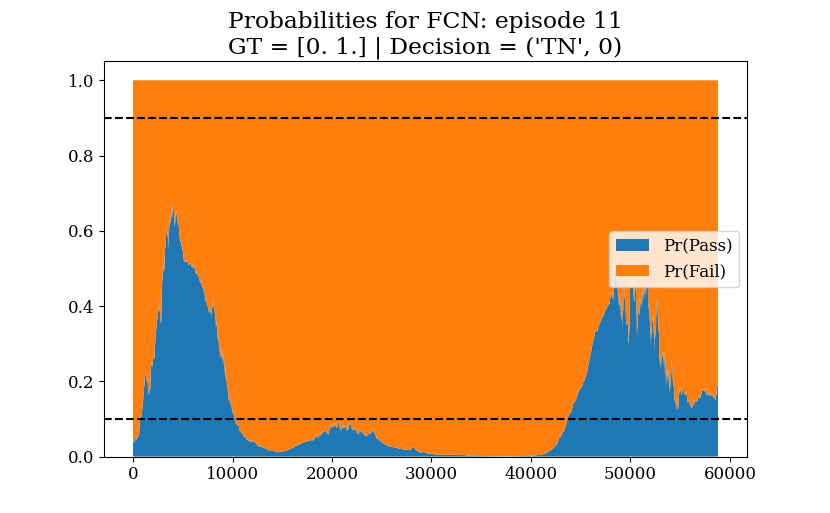 Probabilities for FCN: episode 11
GT = [0. 1.] | Decision = ('TN', 0)
1.0
0.8
0.6
0.4
0.2
0.0
Pr(Pass)
Pr(Fail)
0 10000 20000 30000 40000 50000 60000